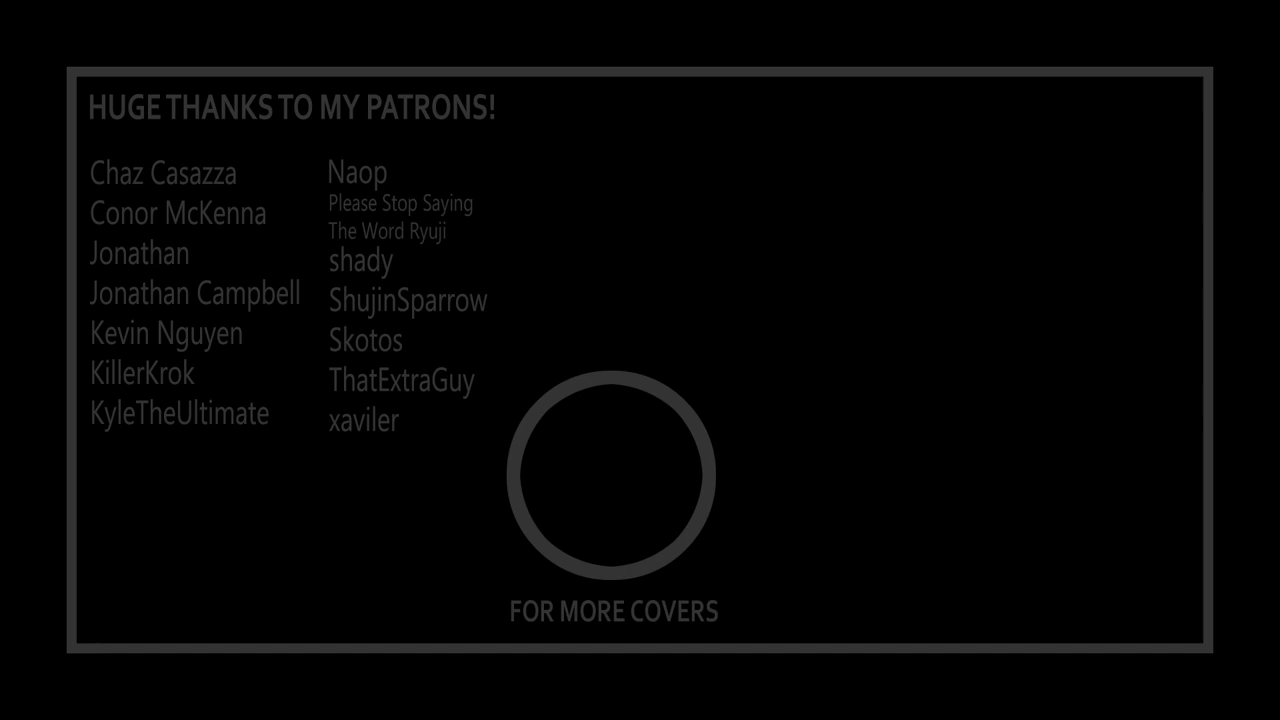 HUGE THANKS TO MY PATRONS!
Chaz Casazza
Conor McKenna
Jonathan
Jonathan Campbell
Kevin Nguyen
KillerKrok
KyleTheUltimate
Naop
Please Stop Saying
The Word Ryuji
shady
ShujinSparrow
Skotos
ThatExtraGuy
xaviler
FOR MORE COVERS